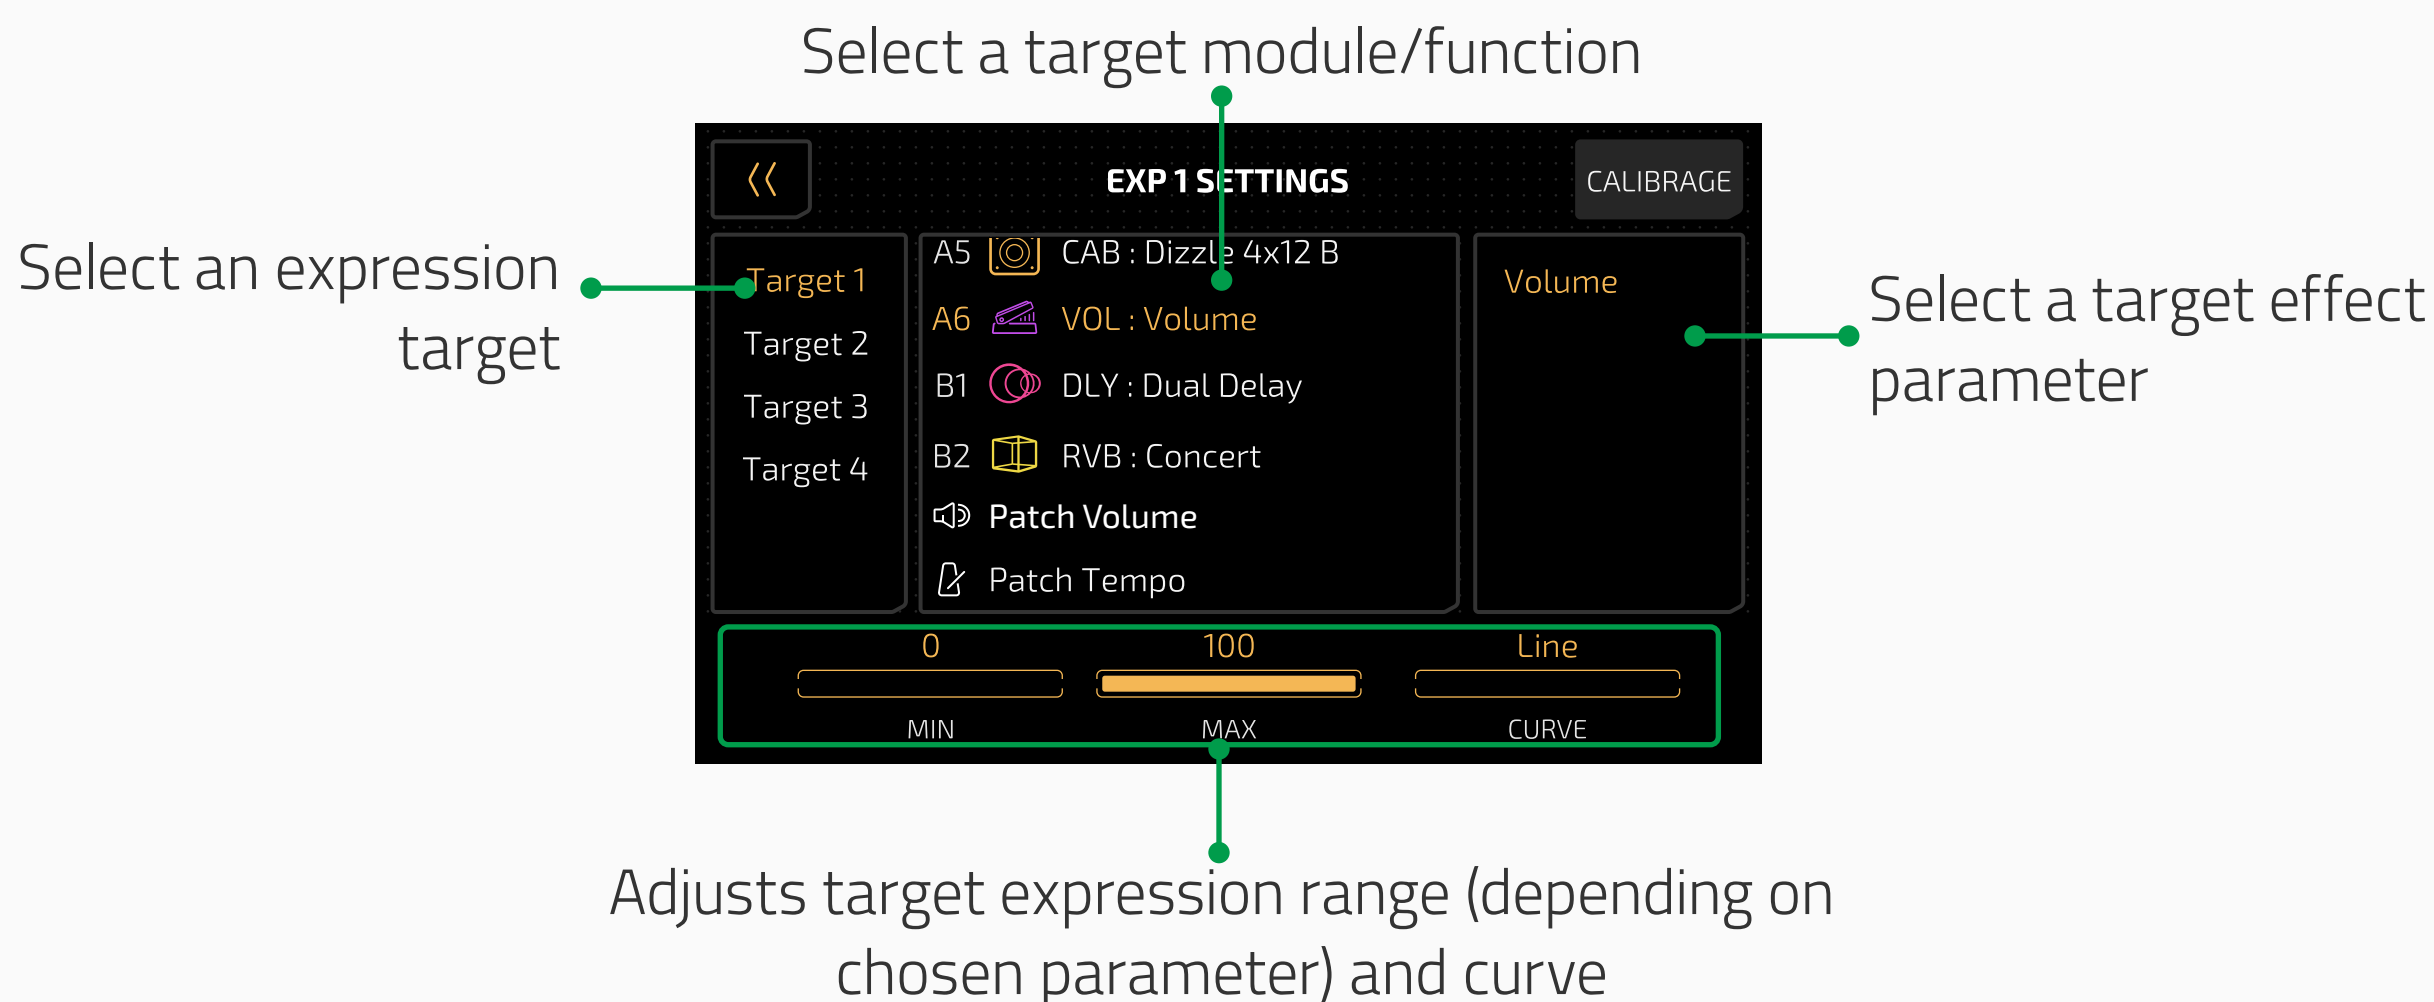 Select a target module/function
EXP 1 SETTINGS
CALIBRAGE
Select an expression
target
Target 1
Target 2
Target 3
Target 4
A5 CAB : Dizzle 4x12 B
A6 VOL : Volume
B1 DLY : Dual Delay
B2 RVB : Concert
Patch Volume
Patch Tempo
Volume
Select a target effect
parameter
0
MIN
100
MAX
Line
CURVE
Adjusts target expression range (depending on
chosen parameter) and curve